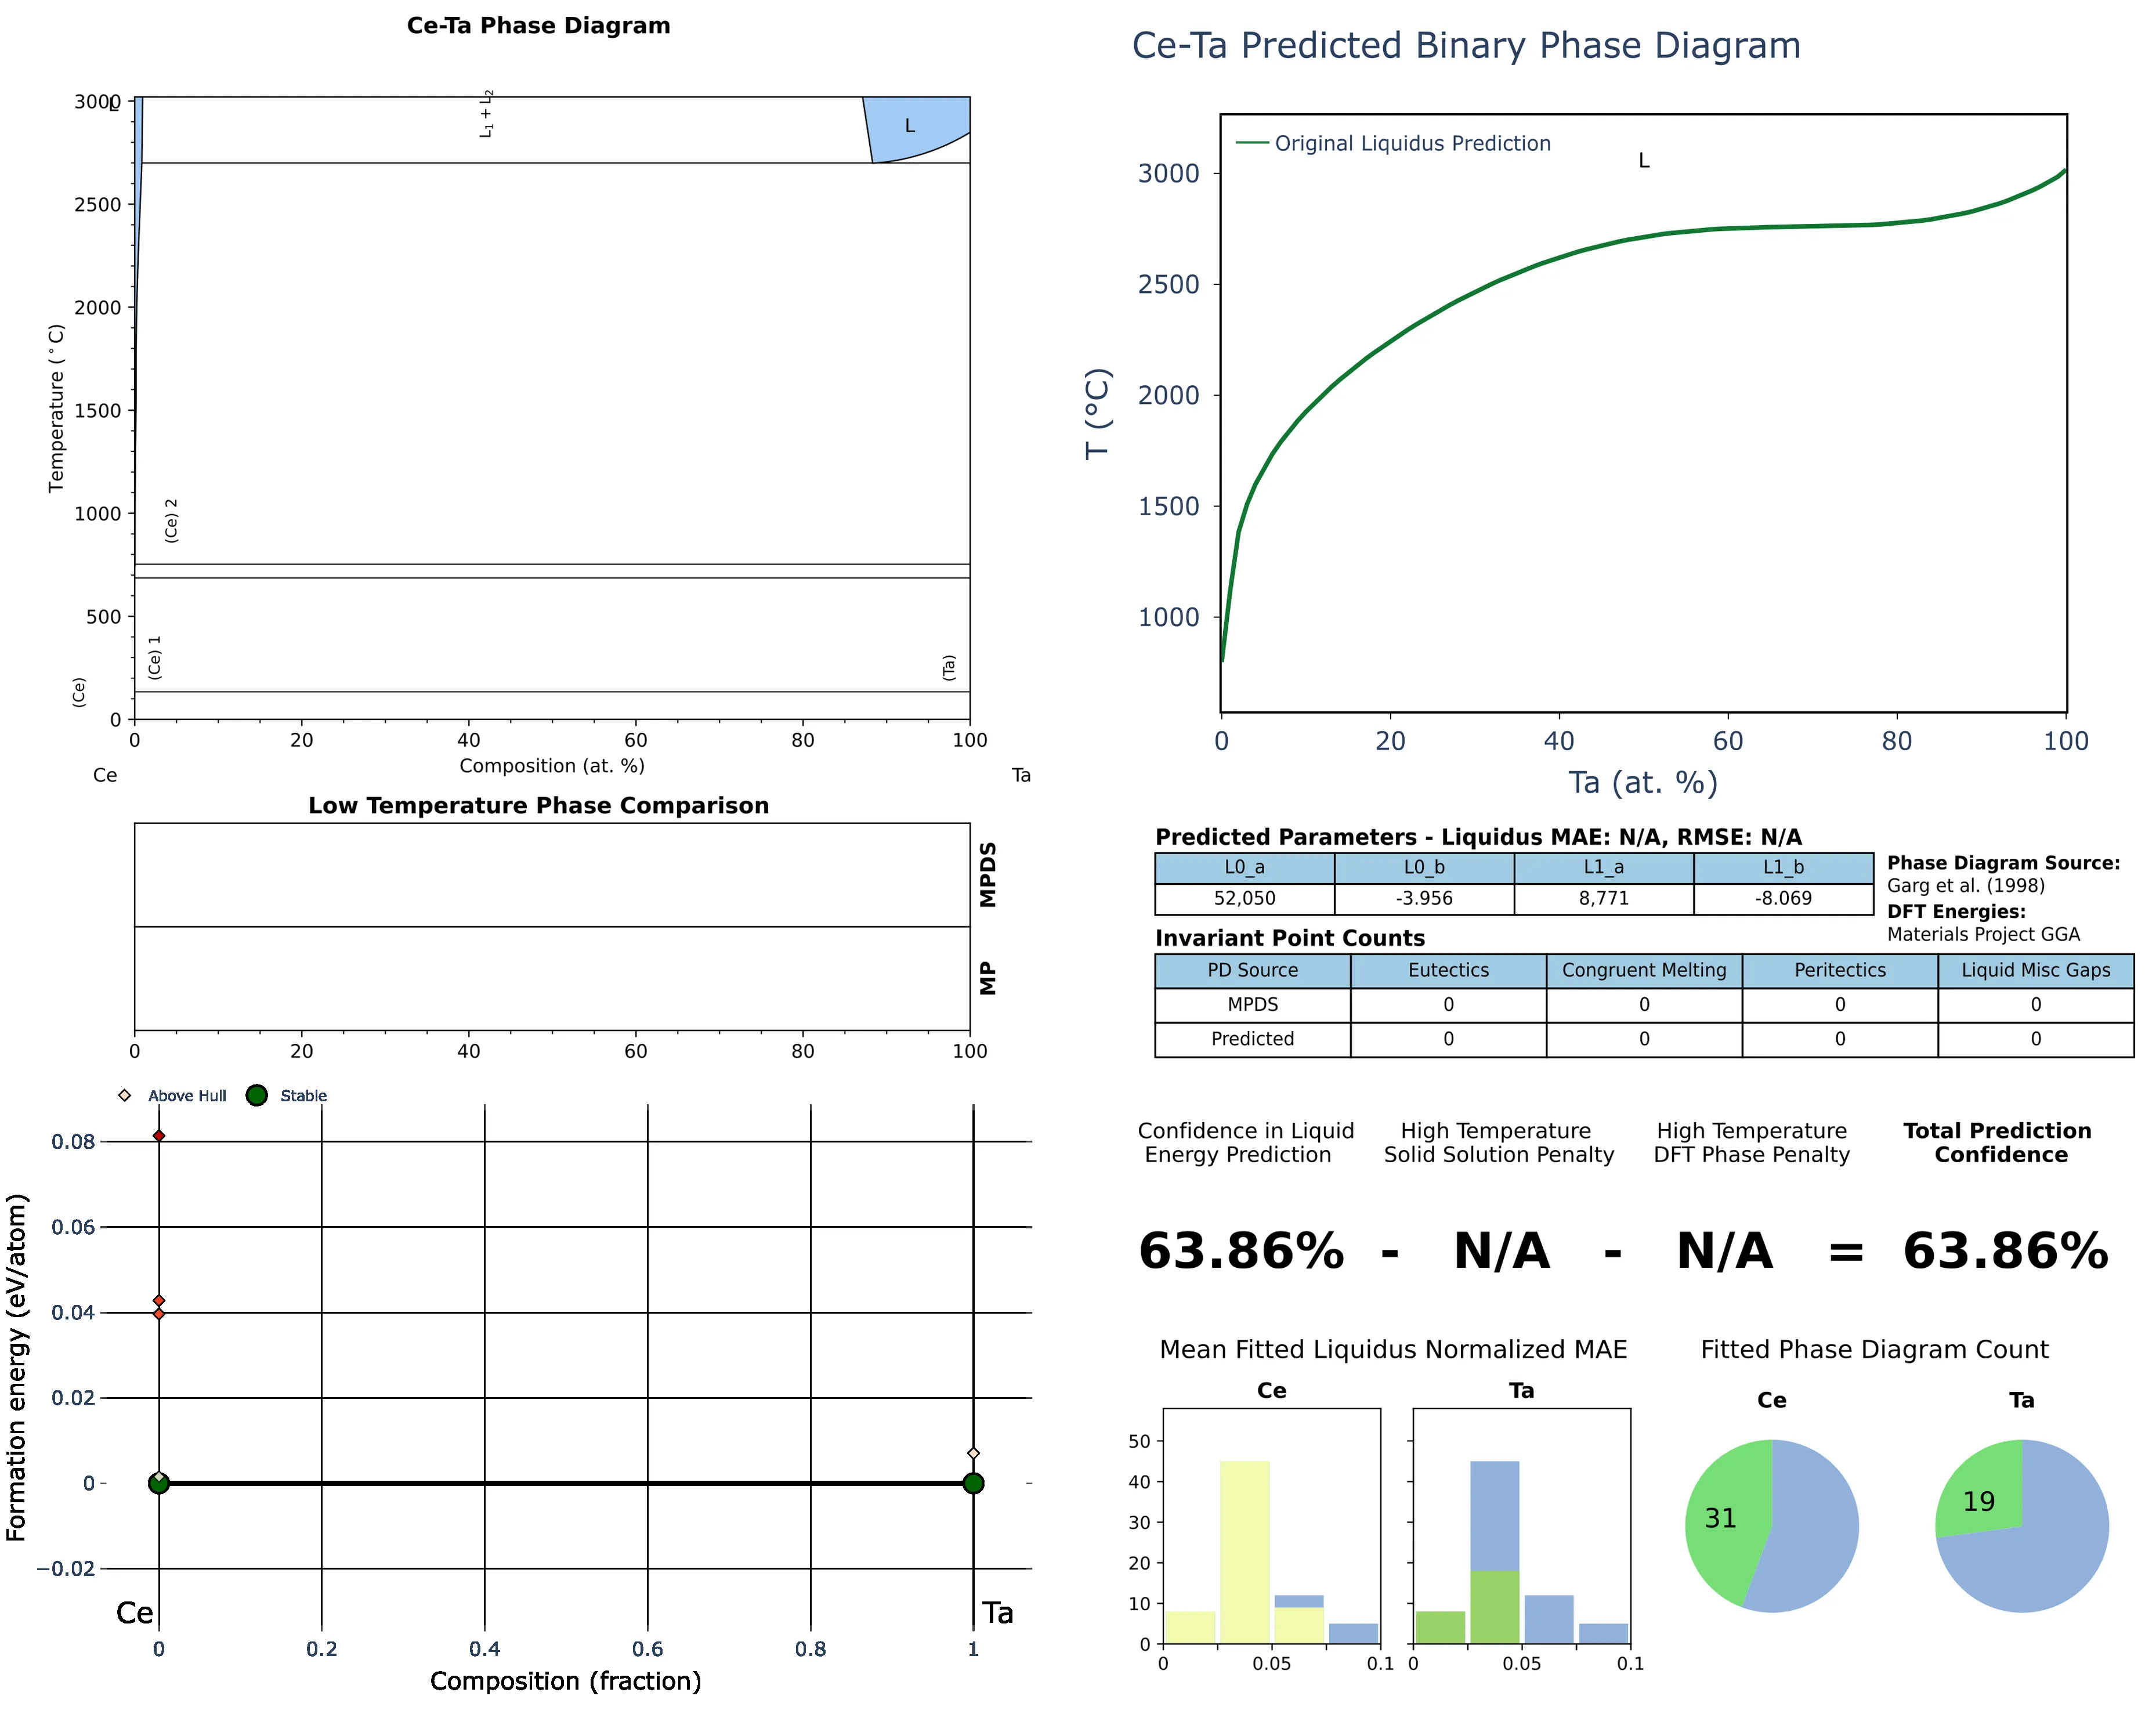 Ce-Ta Phase Diagram
3000
2500
2000
1500
1000
500
0
Temperature (°C)
L
L1 + L2
L
(Ce) 2
(Ce) 1
(Ce)
(Ta)
0 20 40 60 80 100
Composition (at. %)
Ce Ta
Low Temperature Phase Comparison
MPDS
MP
0 20 40 60 80 100
Above Hull Stable
0.08
0.06
0.04
0.02
0
−0.02
Formation energy (eV/atom)
Ce Ta
0 0.2 0.4 0.6 0.8 1
Composition (fraction)
Ce-Ta Predicted Binary Phase Diagram
Original Liquidus Prediction
L
3000
2500
2000
1500
1000
T (°C)
0 20 40 60 80 100
Ta (at. %)
Predicted Parameters - Liquidus MAE: N/A, RMSE: N/A
L0_a L0_b L1_a L1_b
52,050 -3.956 8,771 -8.069
Phase Diagram Source:
Garg et al. (1998)
DFT Energies:
Materials Project GGA
Invariant Point Counts
PD Source Eutectics Congruent Melting Peritectics Liquid Misc Gaps
MPDS 0 0 0 0
Predicted 0 0 0 0
Confidence in Liquid
Energy Prediction
High Temperature
Solid Solution Penalty
High Temperature
DFT Phase Penalty
Total Prediction
Confidence
63.86% - N/A - N/A = 63.86%
Mean Fitted Liquidus Normalized MAE
Ce Ta
50
40
30
20
10
0
0 0.05 0.1 0 0.05 0.1
Fitted Phase Diagram Count
Ce Ta
31 19